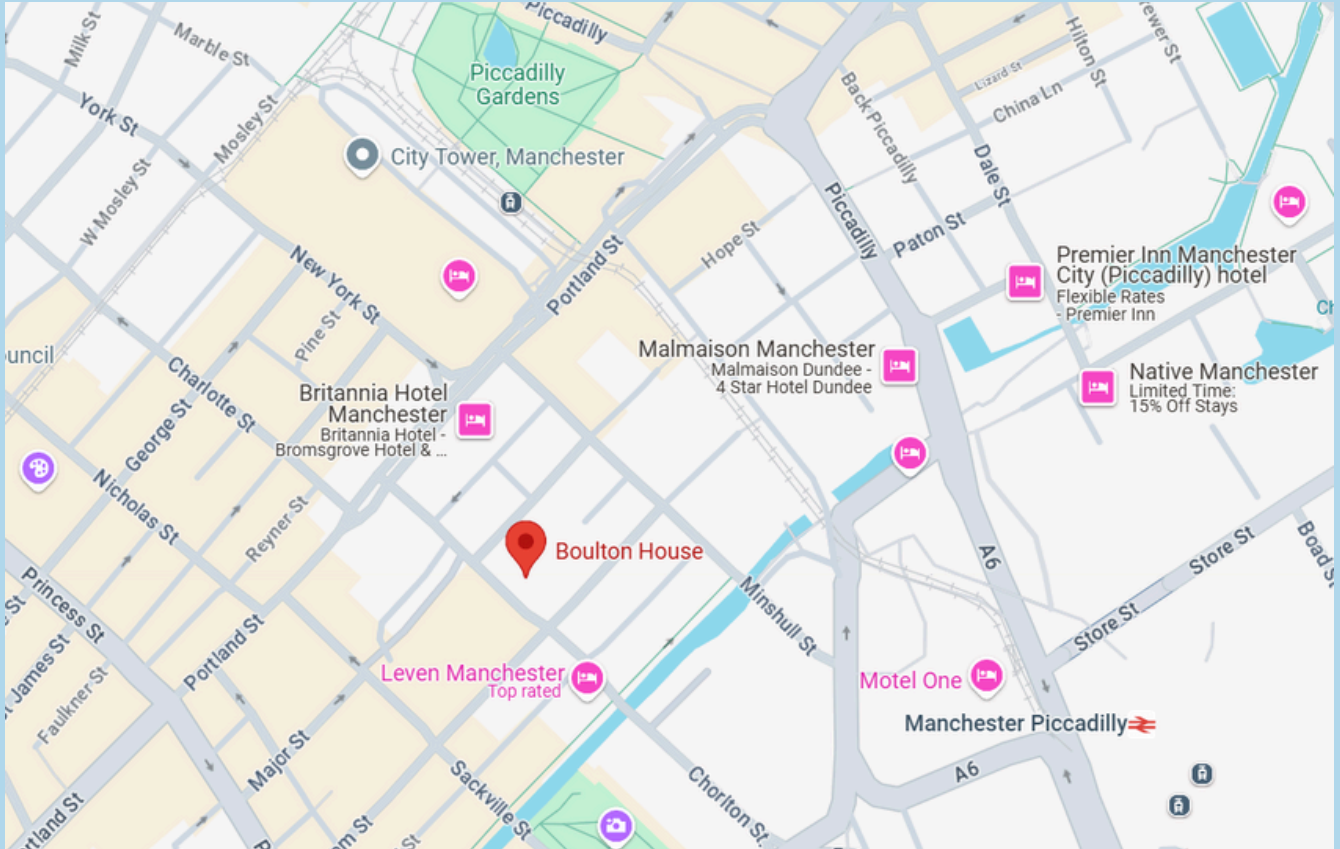 Piccadilly
Milk St
Marble St
Hilton St
Lizard St
Piccadilly
Gardens
Back Piccadilly
China Ln
York St
Mosley St
City Tower, Manchester
Dale St
W Mosley St
Piccadilly
Paton St
Hope St
New York St
Portland St
Premier Inn Manchester
City (Piccadilly) hotel
Flexible Rates
- Premier Inn
Pine St
Malmaison Manchester
Malmaison Dundee -
4 Star Hotel Dundee
Native Manchester
Limited Time:
15% Off Stays
Charlotte St
Britannia Hotel
Manchester
Britannia Hotel -
Bromsgrove Hotel & ...
George St
Nicholas St
Reyner St
Boulton House
A6
Store St
Princess St
Minshull St
Store St
Portland St
St James St
Faulkner St
Leven Manchester
Top rated
Motel One
Manchester Piccadilly
Major St
A6
Sackville St
Chorlton St